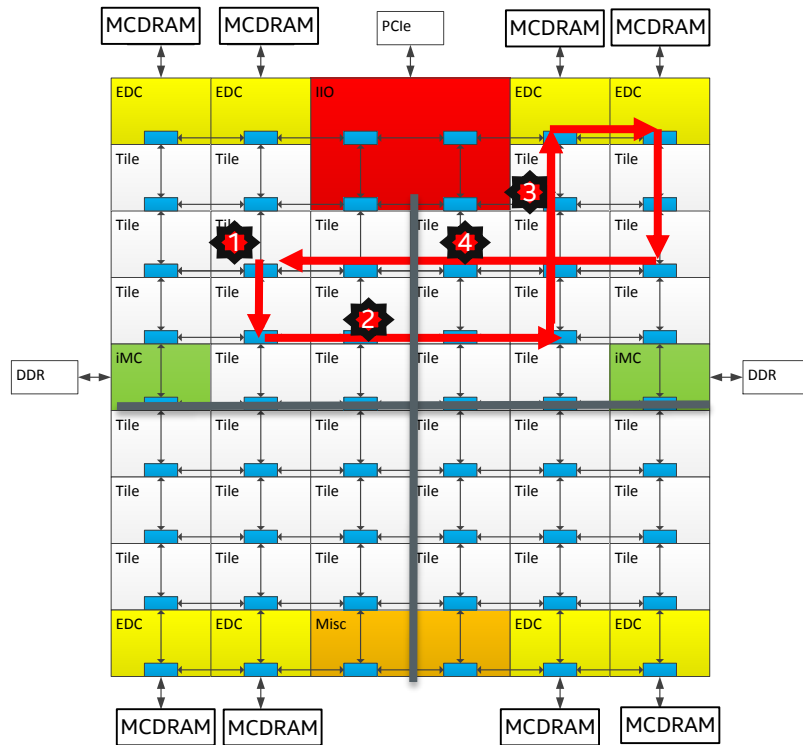 MCDRAM MCDRAM PCIe MCDRAM MCDRAM
EDC EDC IIO EDC EDC
Tile Tile Tile Tile
3
Tile Tile Tile Tile Tile Tile
1 4
Tile Tile Tile Tile Tile Tile
2
iMC Tile Tile Tile Tile iMC
DDR DDR
Tile Tile Tile Tile Tile Tile
Tile Tile Tile Tile Tile Tile
Tile Tile Tile Tile Tile Tile
EDC EDC Misc EDC EDC
MCDRAM MCDRAM MCDRAM MCDRAM